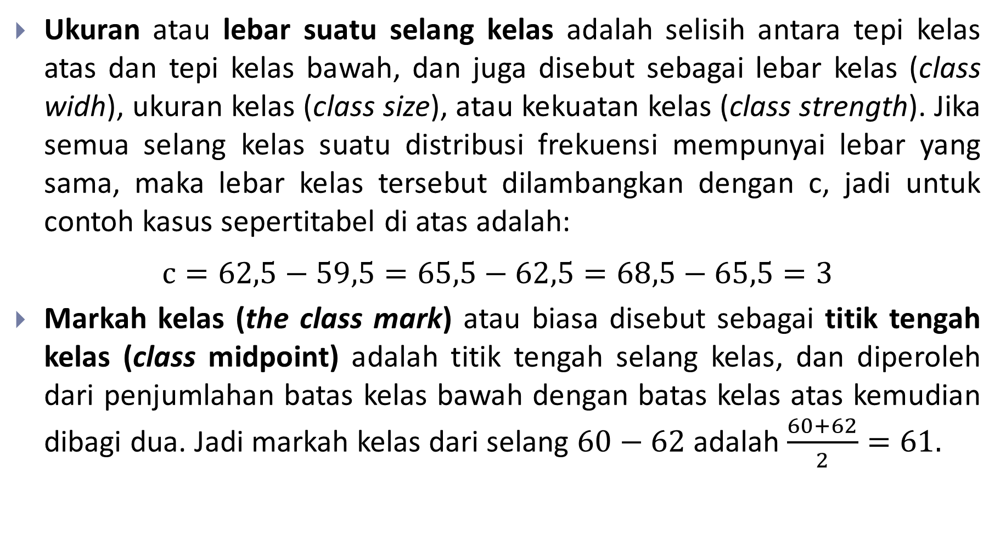 Ukuran atau lebar suatu selang kelas adalah selisih antara tepi kelas
atas dan tepi kelas bawah, dan juga disebut sebagai lebar kelas (class
widh), ukuran kelas (class size), atau kekuatan kelas (class strength). Jika
semua selang kelas suatu distribusi frekuensi mempunyai lebar yang
sama, maka lebar kelas tersebut dilambangkan dengan c, jadi untuk
contoh kasus sepertitabel di atas adalah:
c = 62,5 − 59,5 = 65,5 − 62,5 = 68,5 − 65,5 = 3
Markah kelas (the class mark) atau biasa disebut sebagai titik tengah
kelas (class midpoint) adalah titik tengah selang kelas, dan diperoleh
dari penjumlahan batas kelas bawah dengan batas kelas atas kemudian
dibagi dua. Jadi markah kelas dari selang 60 − 62 adalah \frac{60+62}{2} = 61.